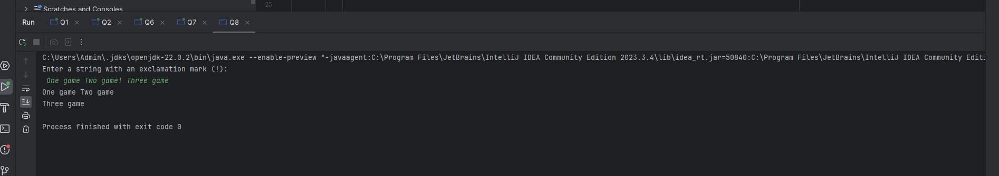 Scratches and Consoles
25
Run Q1 Q2 Q6 Q7 Q8
C:\Users\Admin\.jdks\openjdk-22.0.2\bin\java.exe --enable-preview "-javaagent:C:\Program Files\JetBrains\IntelliJ IDEA Community Edition 2023.3.4\lib\idea_rt.jar=50840:C:\Program Files\JetBrains\IntelliJ IDEA Community Editi
Enter a string with an exclamation mark (!):
One game Two game! Three game
One game Two game
Three game
Process finished with exit code 0